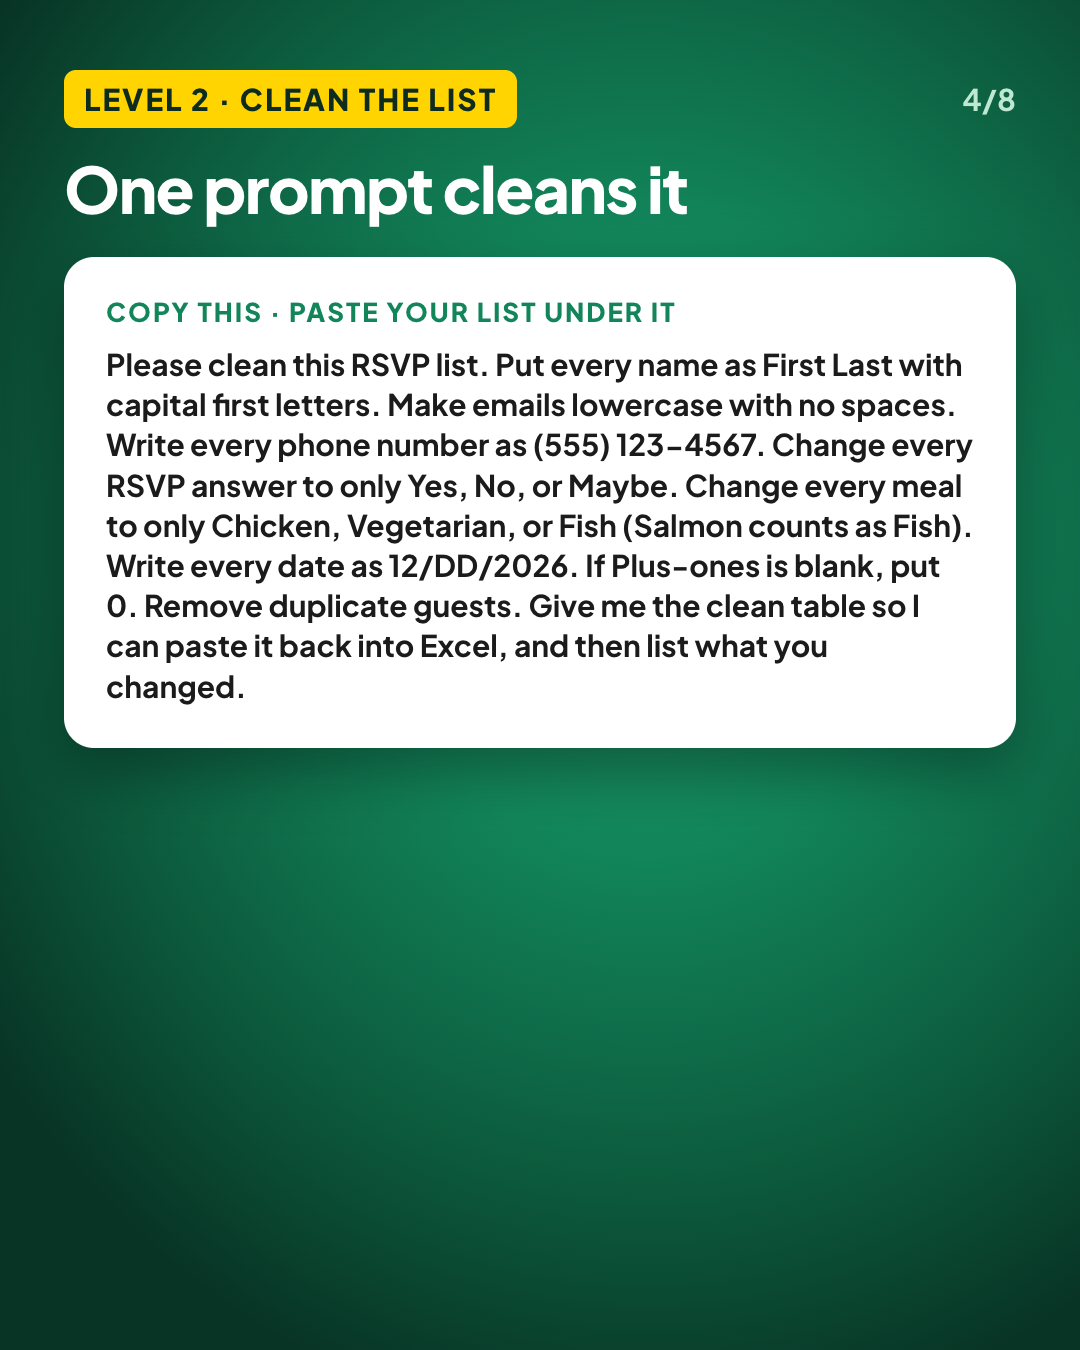 LEVEL 2 · CLEAN THE LIST
4/8
One prompt cleans it
COPY THIS · PASTE YOUR LIST UNDER IT
Please clean this RSVP list. Put every name as First Last with
capital first letters. Make emails lowercase with no spaces.
Write every phone number as (555) 123-4567. Change every
RSVP answer to only Yes, No, or Maybe. Change every meal
to only Chicken, Vegetarian, or Fish (Salmon counts as Fish).
Write every date as 12/DD/2026. If Plus-ones is blank, put
0. Remove duplicate guests. Give me the clean table so I
can paste it back into Excel, and then list what you
changed.